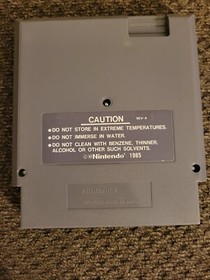 CAUTION
REV-A
●DO NOT STORE IN EXTREME TEMPERATURES.
●DO NOT IMMERSE IN WATER.
●DO NOT CLEAN WITH BENZENE, THINNER,
ALCOHOL OR OTHER SUCH SOLVENTS.
©®Nintendo® 1985
Nintendo